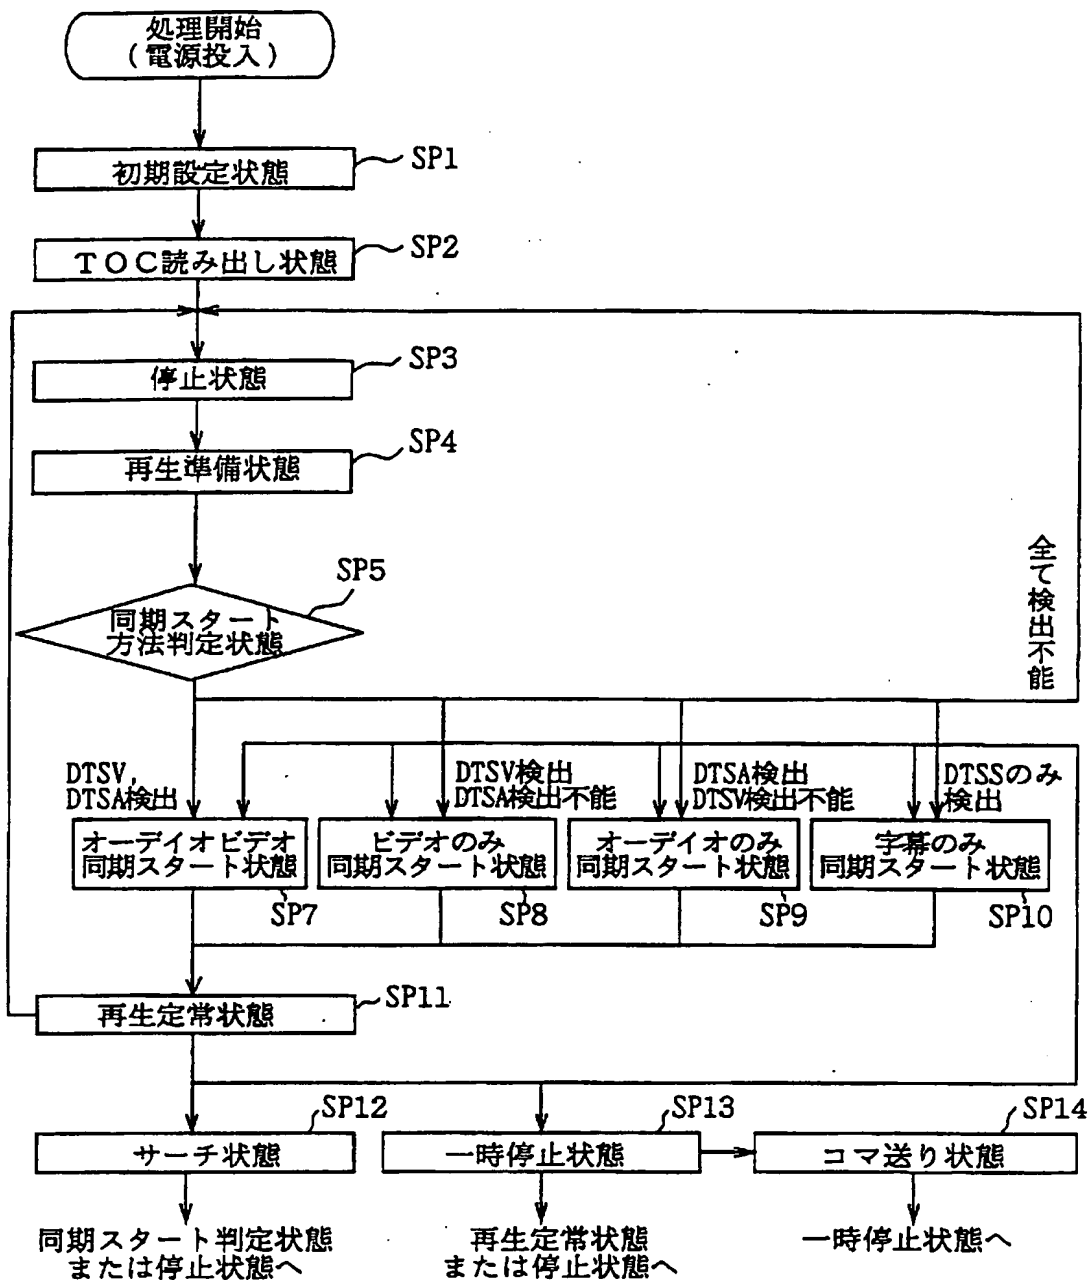 処理開始
(電源投入)
初期設定状態
SP1
TOC読み出し状態
SP2
停止状態
SP3
再生準備状態
SP4
同期スタート
方法判定状態
SP5
全て検出不能
DTSV,
DTSA検出
DTSV検出
DTSA検出不能
DTSA検出
DTSV検出不能
DTSSのみ
検出
オーデイオビデオ
同期スタート状態
SP7
ビデオのみ
同期スタート状態
SP8
オーデイオのみ
同期スタート状態
SP9
字幕のみ
同期スタート状態
SP10
再生定常状態
SP11
サーチ状態
SP12
一時停止状態
SP13
コマ送り状態
SP14
同期スタート判定状態
または停止状態へ
再生定常状態
または停止状態へ
一時停止状態へ